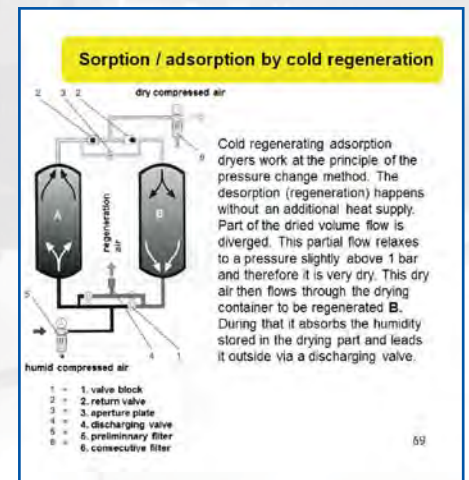 Sorption / adsorption by cold regeneration
dry compressed air
2 3 2
6
A
B
regeneration
air
5
4 1
humid compressed air
Cold regenerating adsorption
dryers work at the principle of the
pressure change method. The
desorption (regeneration) happens
without an additional heat supply.
Part of the dried volume flow is
diverged. This partial flow relaxes
to a pressure slightly above 1 bar
and therefore it is very dry. This dry
air then flows through the drying
container to be regenerated B.
During that it absorbs the humidity
stored in the drying part and leads
it outside via a discharging valve.
1 = 1. valve block
2 = 2. return valve
3 = 3. aperture plate
4 = 4. discharging valve
5 = 5. preliminnary filter
6 = 6. consecutive filter
69